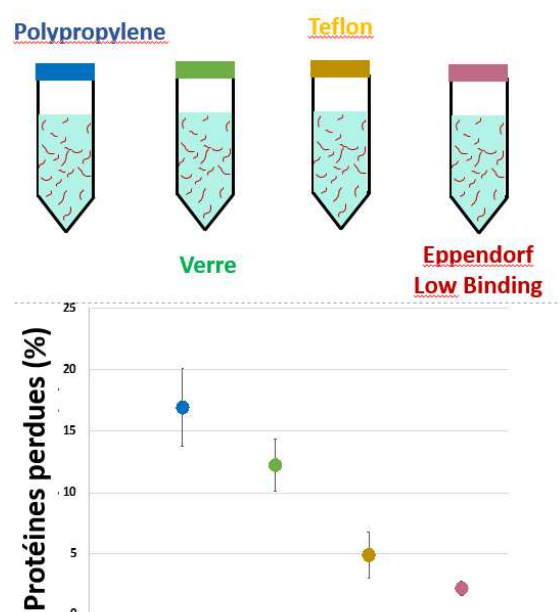 Polypropylene
Teflon
Verre
Eppendorf
Low Binding
Protéines perdues (%)
25
20
15
10
5
0